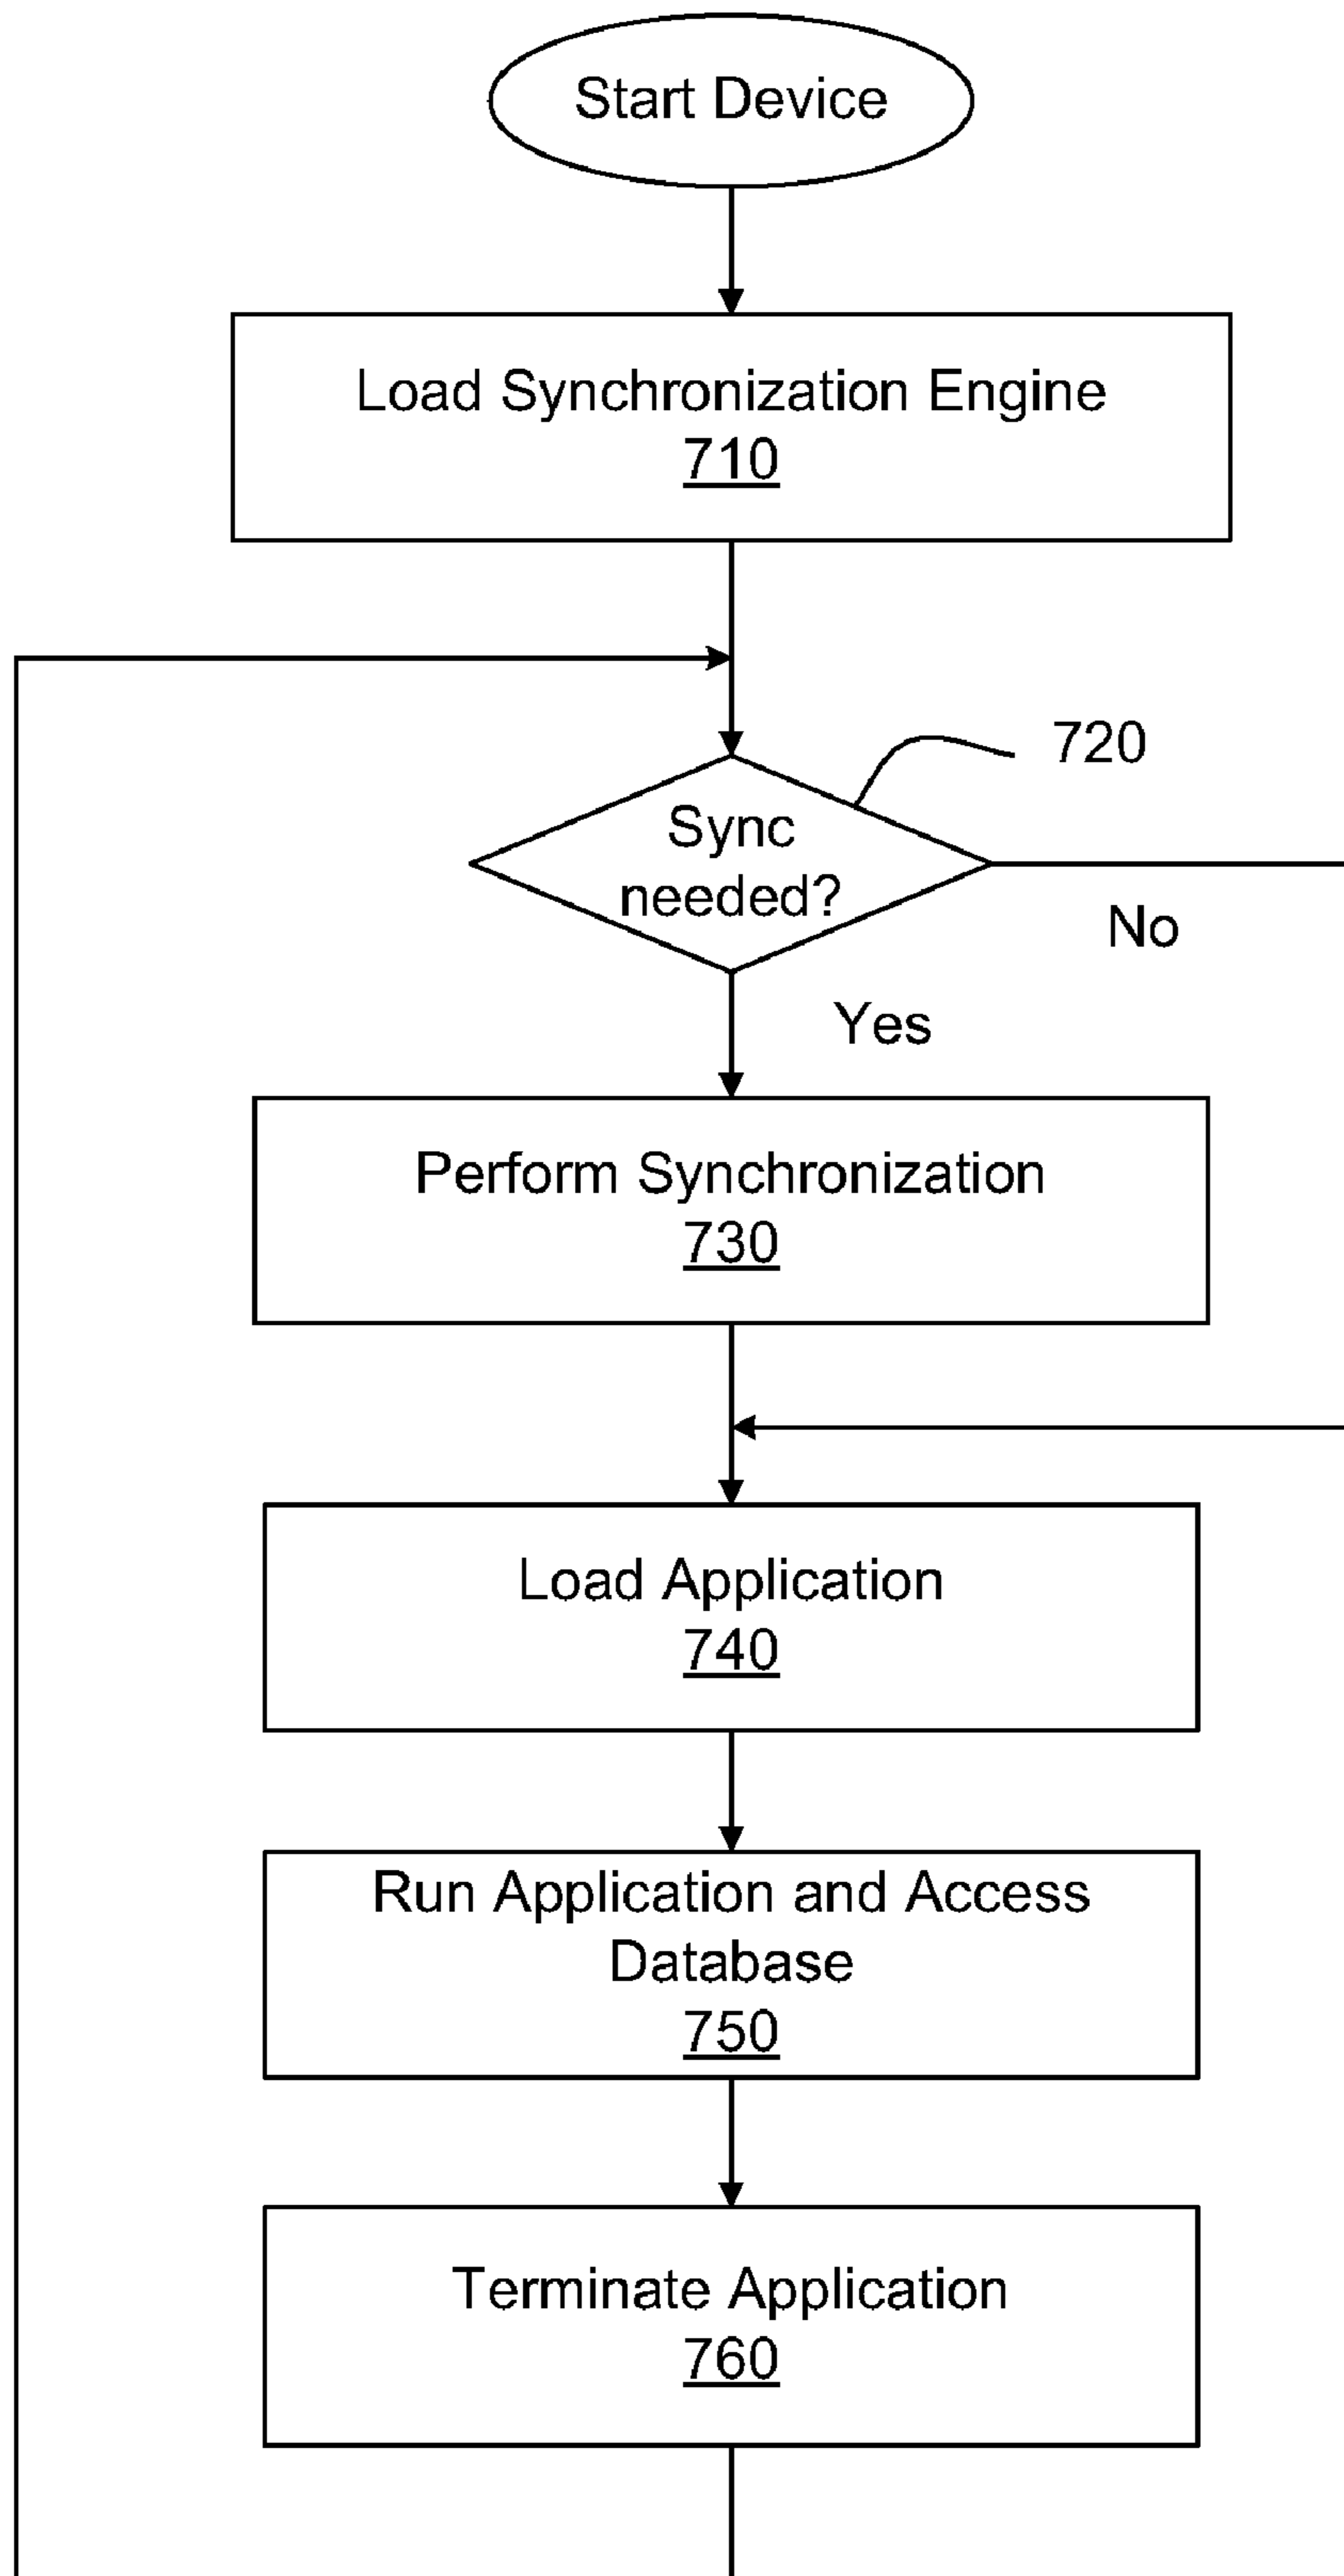 Start Device
Load Synchronization Engine
710
720
Sync
needed?
No
Yes
Perform Synchronization
730
Load Application
740
Run Application and Access
Database
750
Terminate Application
760